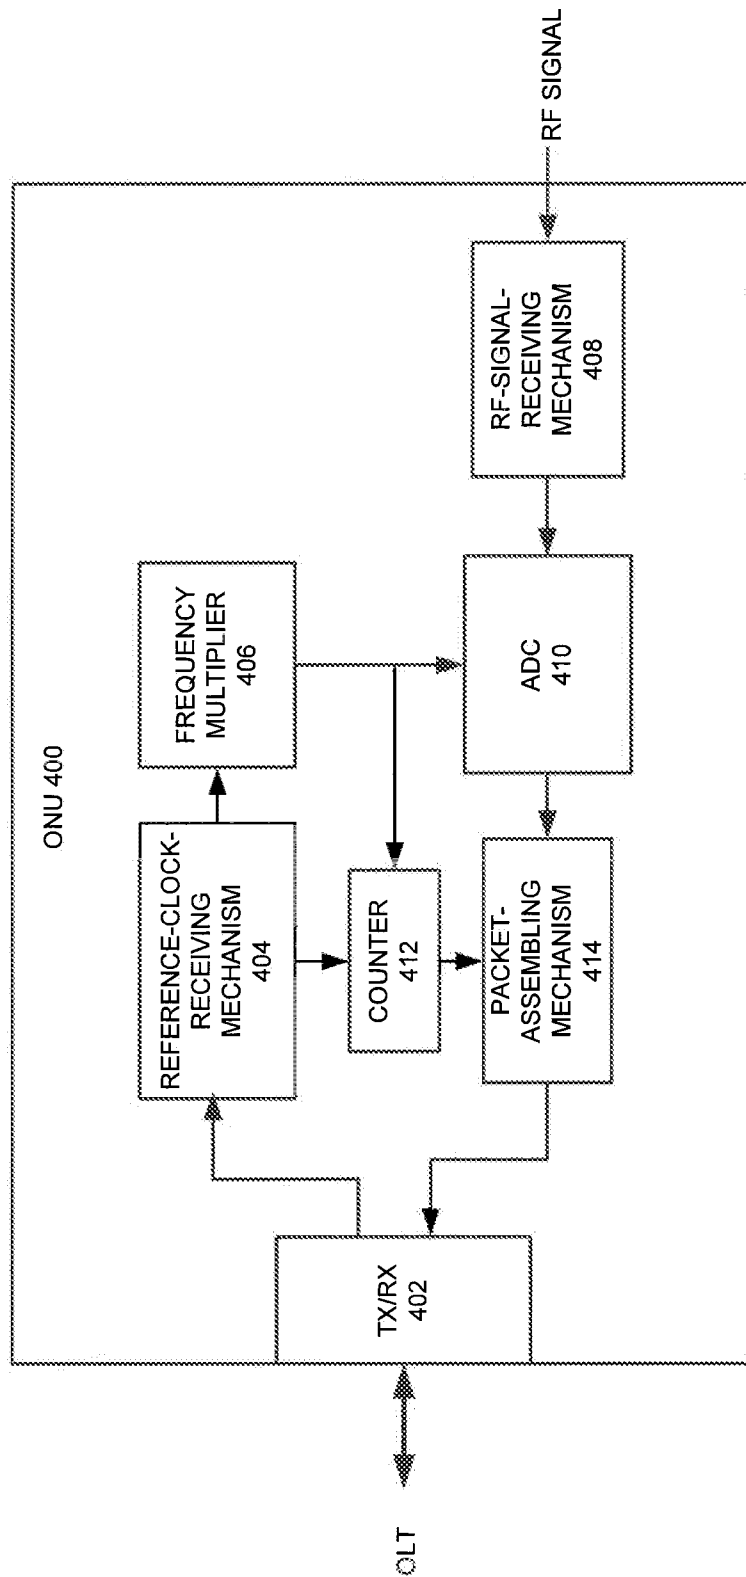 ONU 400
REFERENCE-CLOCK-
RECEIVING
MECHANISM
404
FREQUENCY
MULTIPLIER
406
COUNTER
412
OLT
TX/RX
402
PACKET-
ASSEMBLING
MECHANISM
414
ADC
410
RF-SIGNAL-
RECEIVING
MECHANISM
408
RF SIGNAL